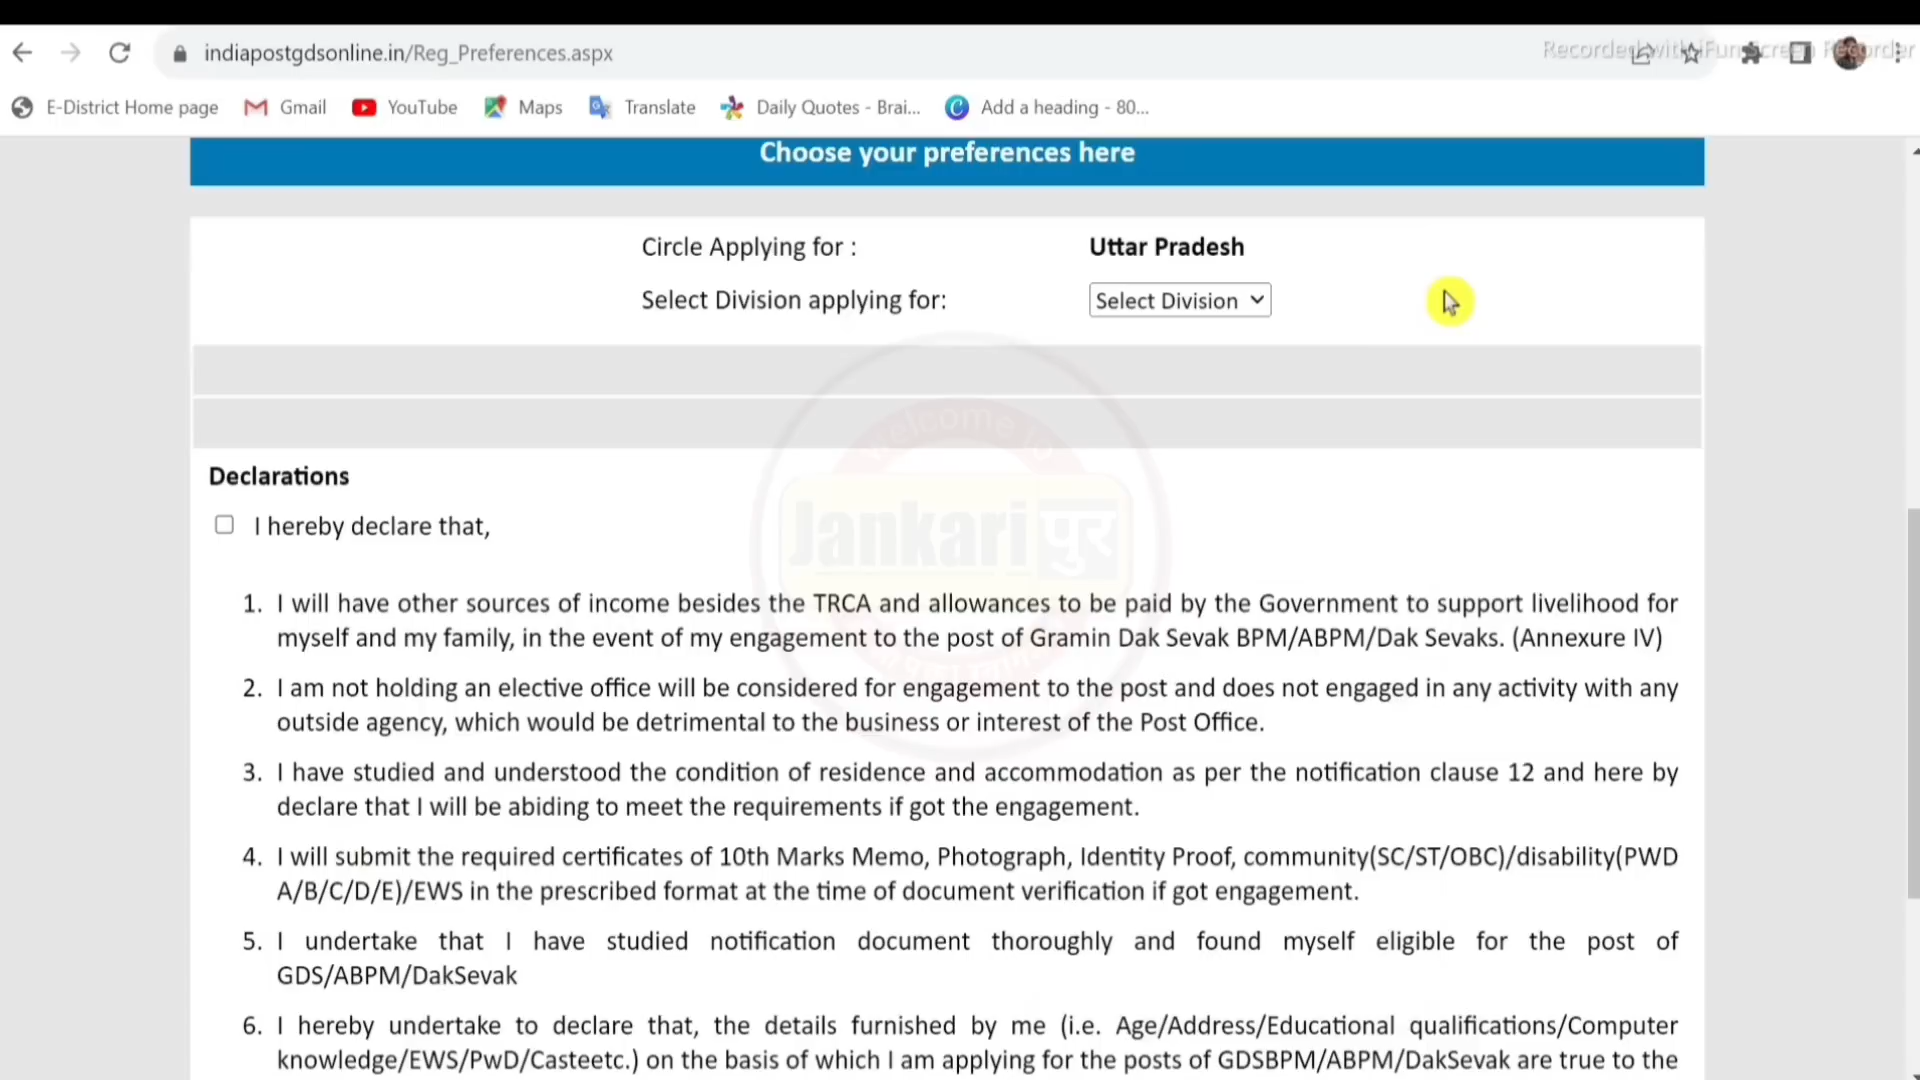 indiapostgdsonline.in/Reg_Preferences.aspx
Recorded with iFun Screen Recorder
E-District Home page Gmail YouTube Maps Translate Daily Quotes - Brai... Add a heading - 80...
Choose your preferences here
Circle Applying for : Uttar Pradesh
Select Division applying for: Select Division
welcome to
Jankari पुर
Declarations
I hereby declare that,
1. I will have other sources of income besides the TRCA and allowances to be paid by the Government to support livelihood for
myself and my family, in the event of my engagement to the post of Gramin Dak Sevak BPM/ABPM/Dak Sevaks. (Annexure IV)
2. I am not holding an elective office will be considered for engagement to the post and does not engaged in any activity with any
outside agency, which would be detrimental to the business or interest of the Post Office.
3. I have studied and understood the condition of residence and accommodation as per the notification clause 12 and here by
declare that I will be abiding to meet the requirements if got the engagement.
4. I will submit the required certificates of 10th Marks Memo, Photograph, Identity Proof, community(SC/ST/OBC)/disability(PWD
A/B/C/D/E)/EWS in the prescribed format at the time of document verification if got engagement.
5. I undertake that I have studied notification document thoroughly and found myself eligible for the post of
GDS/ABPM/DakSevak
6. I hereby undertake to declare that, the details furnished by me (i.e. Age/Address/Educational qualifications/Computer
knowledge/EWS/PwD/Casteetc.) on the basis of which I am applying for the posts of GDSBPM/ABPM/DakSevak are true to the